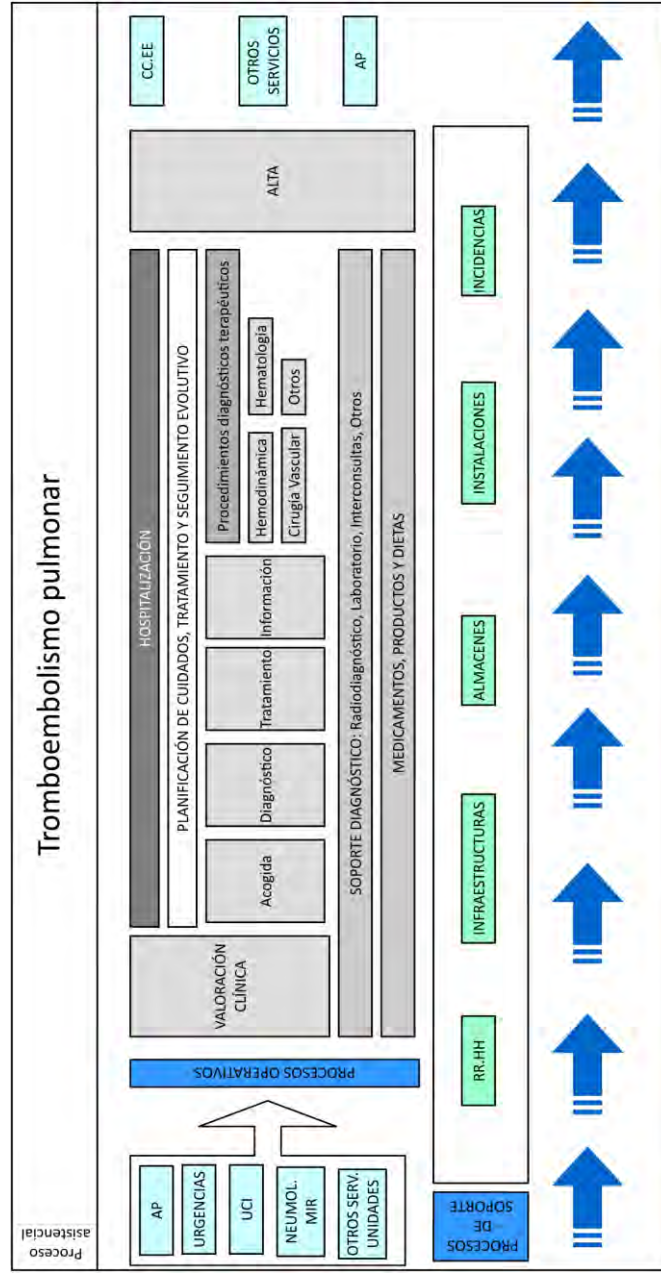 Proceso
asistencial
Tromboembolismo pulmonar
AP
URGENCIAS
UCI
NEUMOL.
MIR
OTROS SERV.
UNIDADES
PROCESOS OPERATIVOS
VALORACIÓN
CLÍNICA
HOSPITALIZACIÓN
PLANIFICACIÓN DE CUIDADOS, TRATAMIENTO Y SEGUIMIENTO EVOLUTIVO
Acogida
Diagnóstico
Tratamiento
Información
Procedimientos diagnósticos terapéuticos
Hemodinámica
Hematología
Cirugía Vascular
Otros
SOPORTE DIAGNÓSTICO: Radiodiagnóstico, Laboratorio, Interconsultas, Otros
MEDICAMENTOS, PRODUCTOS Y DIETAS
ALTA
CC.EE
OTROS
SERVICIOS
AP
PROCESOS
DE
SOPORTE
RR.HH
INFRAESTRUCTURAS
ALMACENES
INSTALACIONES
INCIDENCIAS